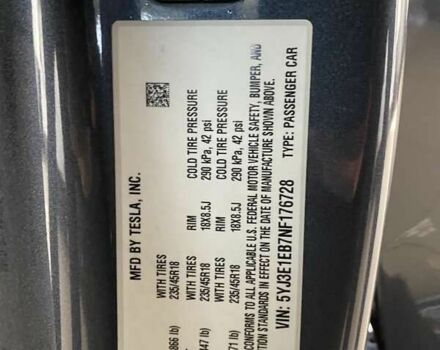 MFD BY TESLA, INC.
WITH TIRES
866 lb) 235/45R18
WITH TIRES RIM COLD TIRE PRESSURE
347 lb) 235/45R18 18X8.5J 290 kPa, 42 psi
WITH TIRES RIM COLD TIRE PRESSURE
71 lb) 235/45R18 18X8.5J 290 kPa, 42 psi
CONFORMS TO ALL APPLICABLE U.S. FEDERAL MOTOR VEHICLE SAFETY, BUMPER, AND
STANDARDS IN EFFECT ON THE DATE OF MANUFACTURE SHOWN ABOVE.
VIN: 5YJ3E1EB7NF176728 TYPE: PASSENGER CAR